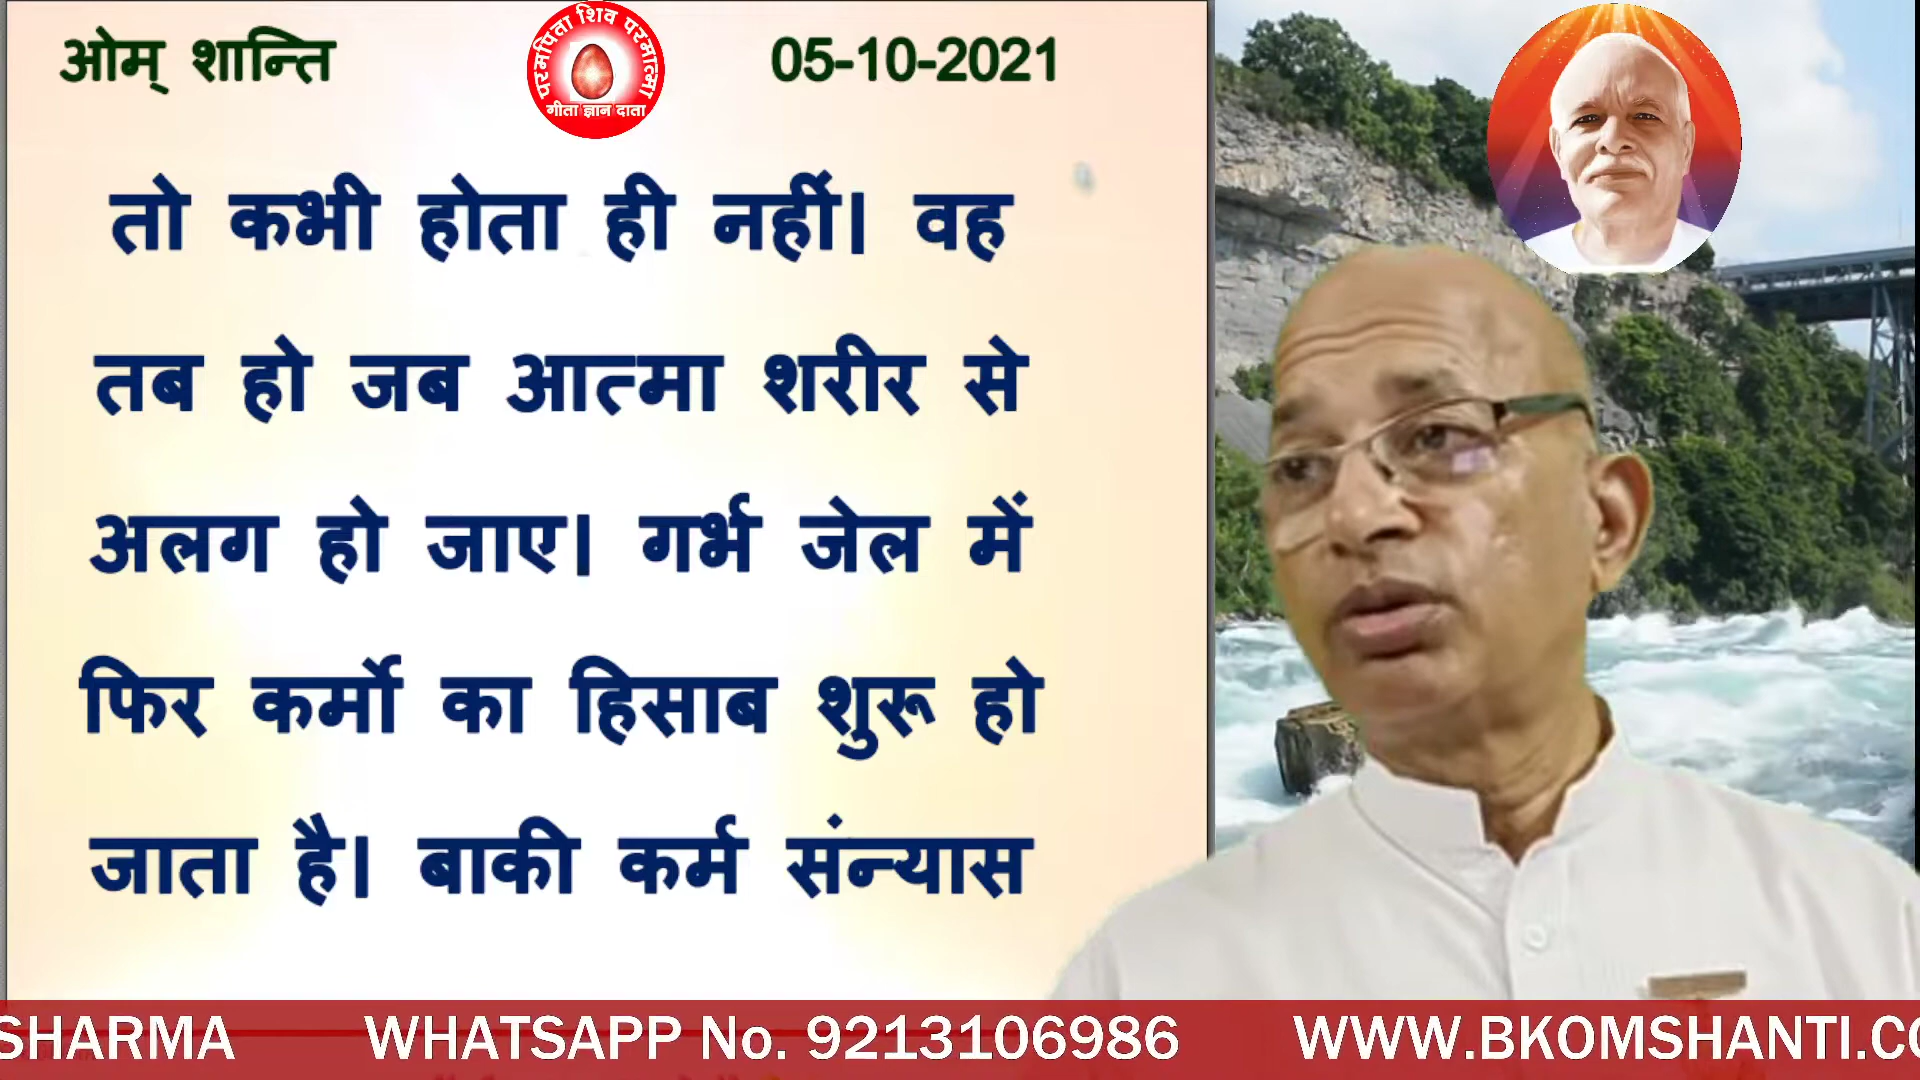 ओम् शान्ति
परमपिता शिव परमात्मा
गीता ज्ञान दाता
05-10-2021
तो कभी होता ही नहीं। वह
तब हो जब आत्मा शरीर से
अलग हो जाए। गर्भ जेल में
फिर कर्मो का हिसाब शुरू हो
जाता है। बाकी कर्म संन्यास
SHARMA WHATSAPP No. 9213106986 WWW.BKOMSHANTI.CO